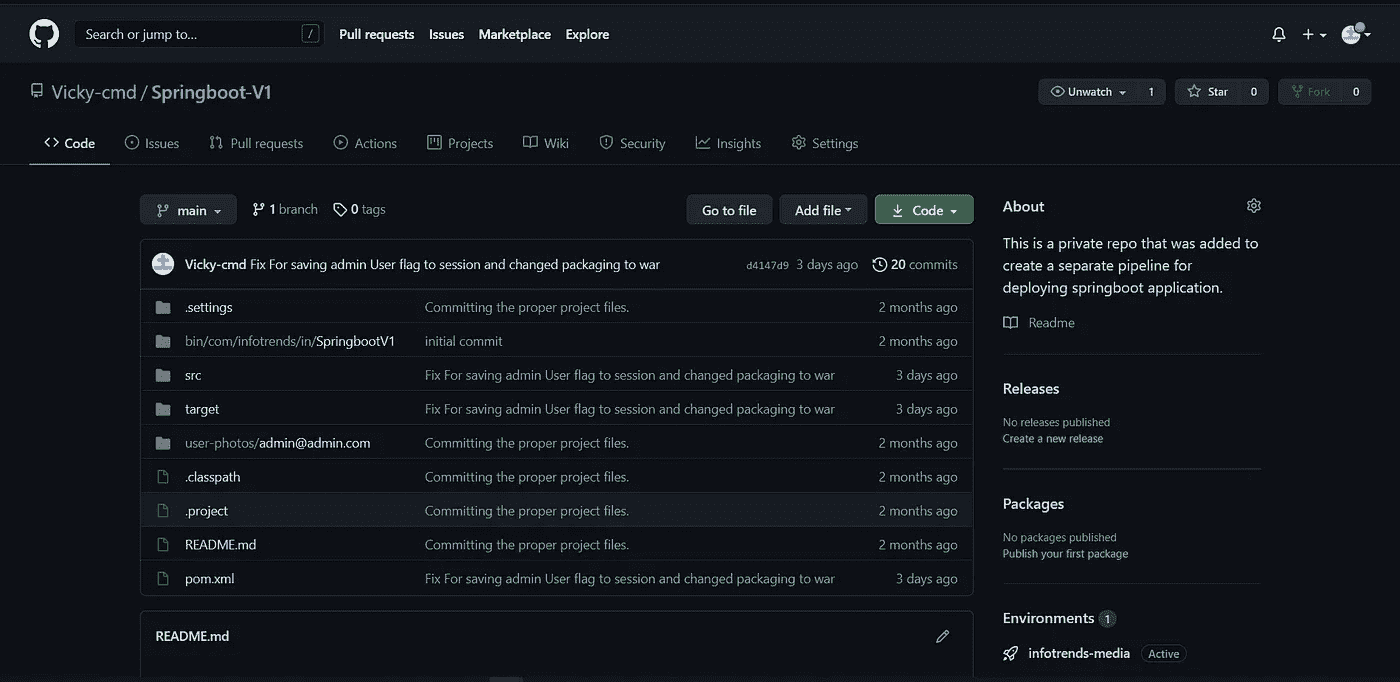 Search or jump to... /
Pull requests Issues Marketplace Explore
Vicky-cmd / Springboot-V1
Unwatch 1 Star 0 Fork 0
Code Issues Pull requests Actions Projects Wiki Security Insights Settings
main 1 branch 0 tags Go to file Add file Code
Vicky-cmd Fix For saving admin User flag to session and changed packaging to war d4147d9 3 days ago 20 commits
.settings Committing the proper project files. 2 months ago
bin/com/infotrends/in/SpringbootV1 initial commit 2 months ago
src Fix For saving admin User flag to session and changed packaging to war 3 days ago
target Fix For saving admin User flag to session and changed packaging to war 3 days ago
user-photos/admin@admin.com Committing the proper project files. 2 months ago
.classpath Committing the proper project files. 2 months ago
.project Committing the proper project files. 2 months ago
README.md Committing the proper project files. 2 months ago
pom.xml Fix For saving admin User flag to session and changed packaging to war 3 days ago
README.md
About
This is a private repo that was added to
create a separate pipeline for
deploying springboot application.
Readme
Releases
No releases published
Create a new release
Packages
No packages published
Publish your first package
Environments 1
infotrends-media Active